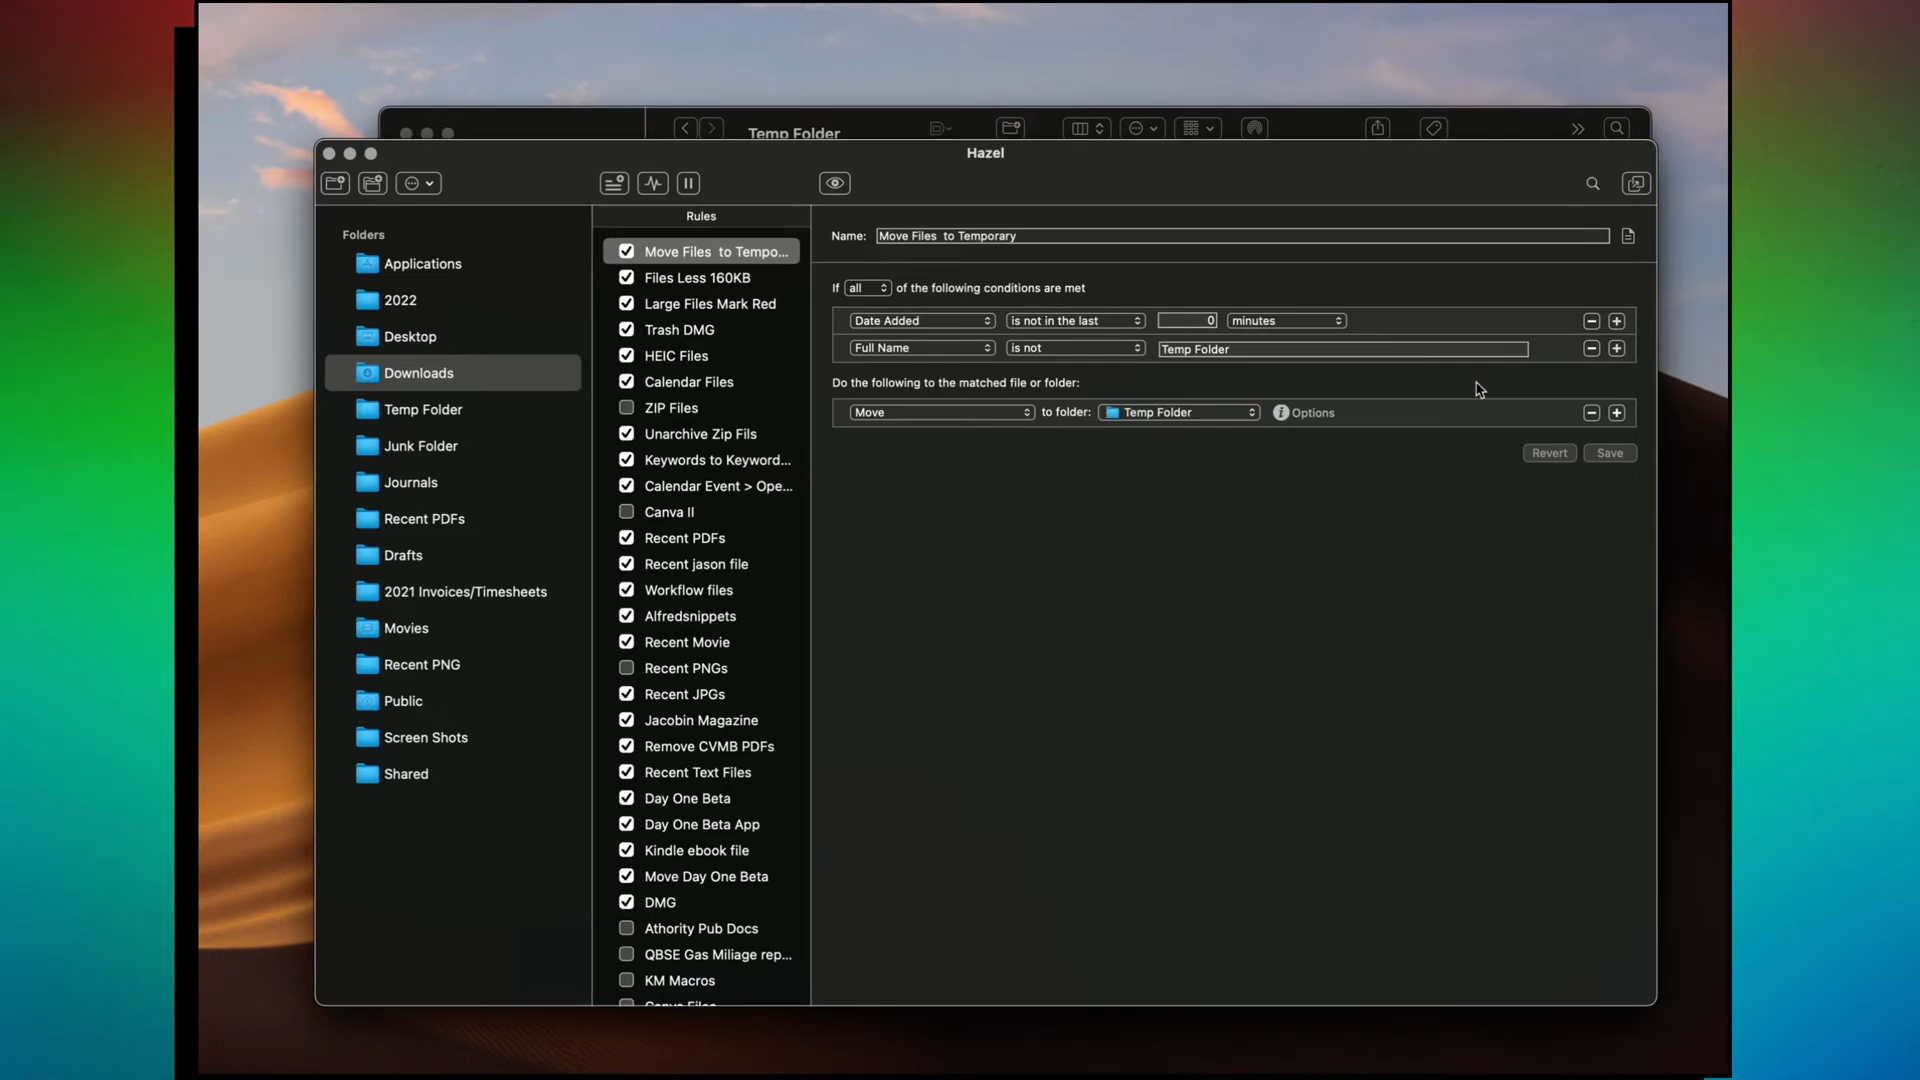 Temp Folder
Hazel
Folders
Applications
2022
Desktop
Downloads
Temp Folder
Junk Folder
Journals
Recent PDFs
Drafts
2021 Invoices/Timesheets
Movies
Recent PNG
Public
Screen Shots
Shared
Rules
Move Files  to Tempo...
Files Less 160KB
Large Files Mark Red
Trash DMG
HEIC Files
Calendar Files
ZIP Files
Unarchive Zip Fils
Keywords to Keyword...
Calendar Event > Ope...
Canva II
Recent PDFs
Recent jason file
Workflow files
Alfredsnippets
Recent Movie
Recent PNGs
Recent JPGs
Jacobin Magazine
Remove CVMB PDFs
Recent Text Files
Day One Beta
Day One Beta App
Kindle ebook file
Move Day One Beta
DMG
Athority Pub Docs
QBSE Gas Miliage rep...
KM Macros
Name: Move Files  to Temporary
If all of the following conditions are met
Date Added is not in the last 0 minutes
Full Name is not Temp Folder
Do the following to the matched file or folder:
Move to folder: Temp Folder Options
Revert Save